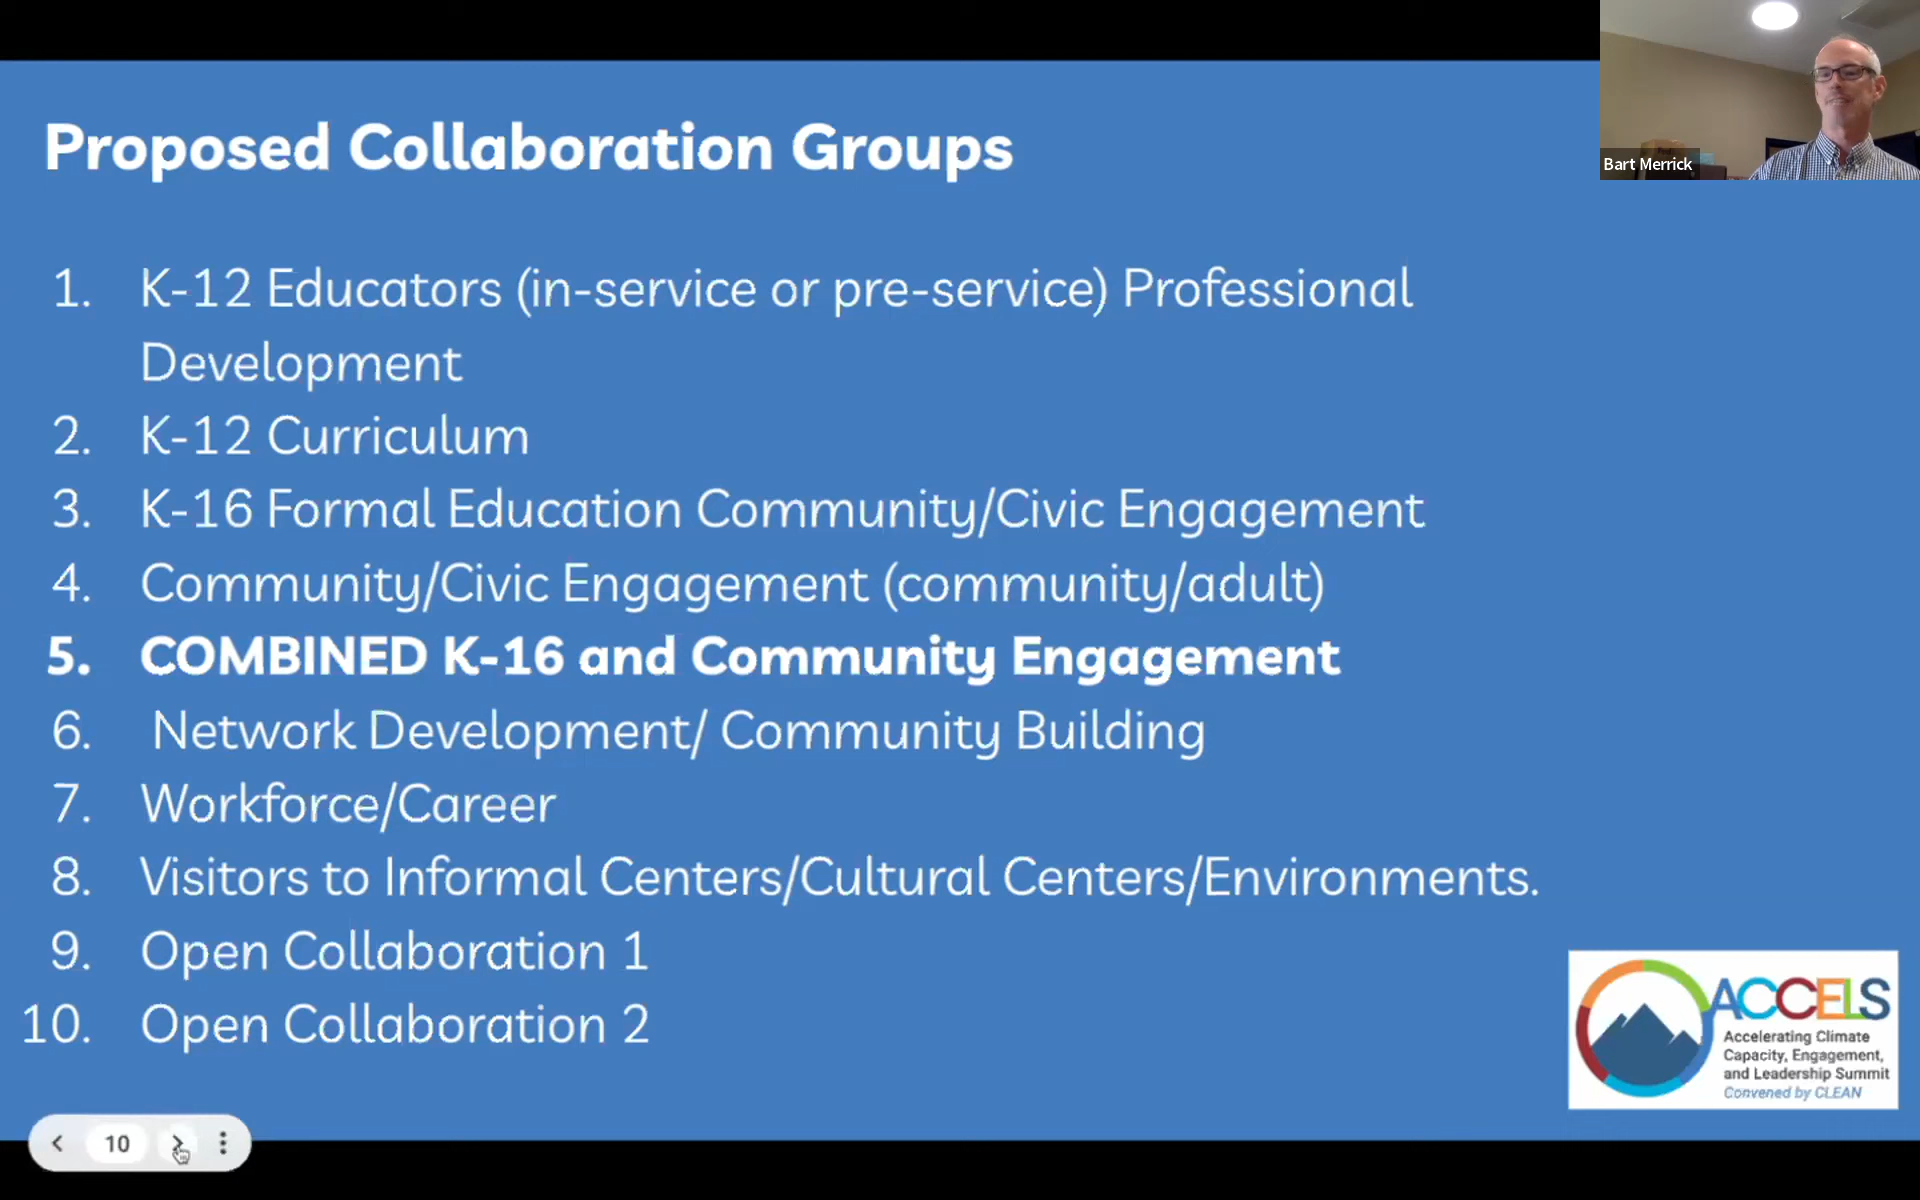 Proposed Collaboration Groups
Bart Merrick
1. K-12 Educators (in-service or pre-service) Professional
Development
2. K-12 Curriculum
3. K-16 Formal Education Community/Civic Engagement
4. Community/Civic Engagement (community/adult)
5. COMBINED K-16 and Community Engagement
6. Network Development/ Community Building
7. Workforce/Career
8. Visitors to Informal Centers/Cultural Centers/Environments.
9. Open Collaboration 1
10. Open Collaboration 2
ACCELS
Accelerating Climate
Capacity, Engagement,
and Leadership Summit
Convened by CLEAN
10